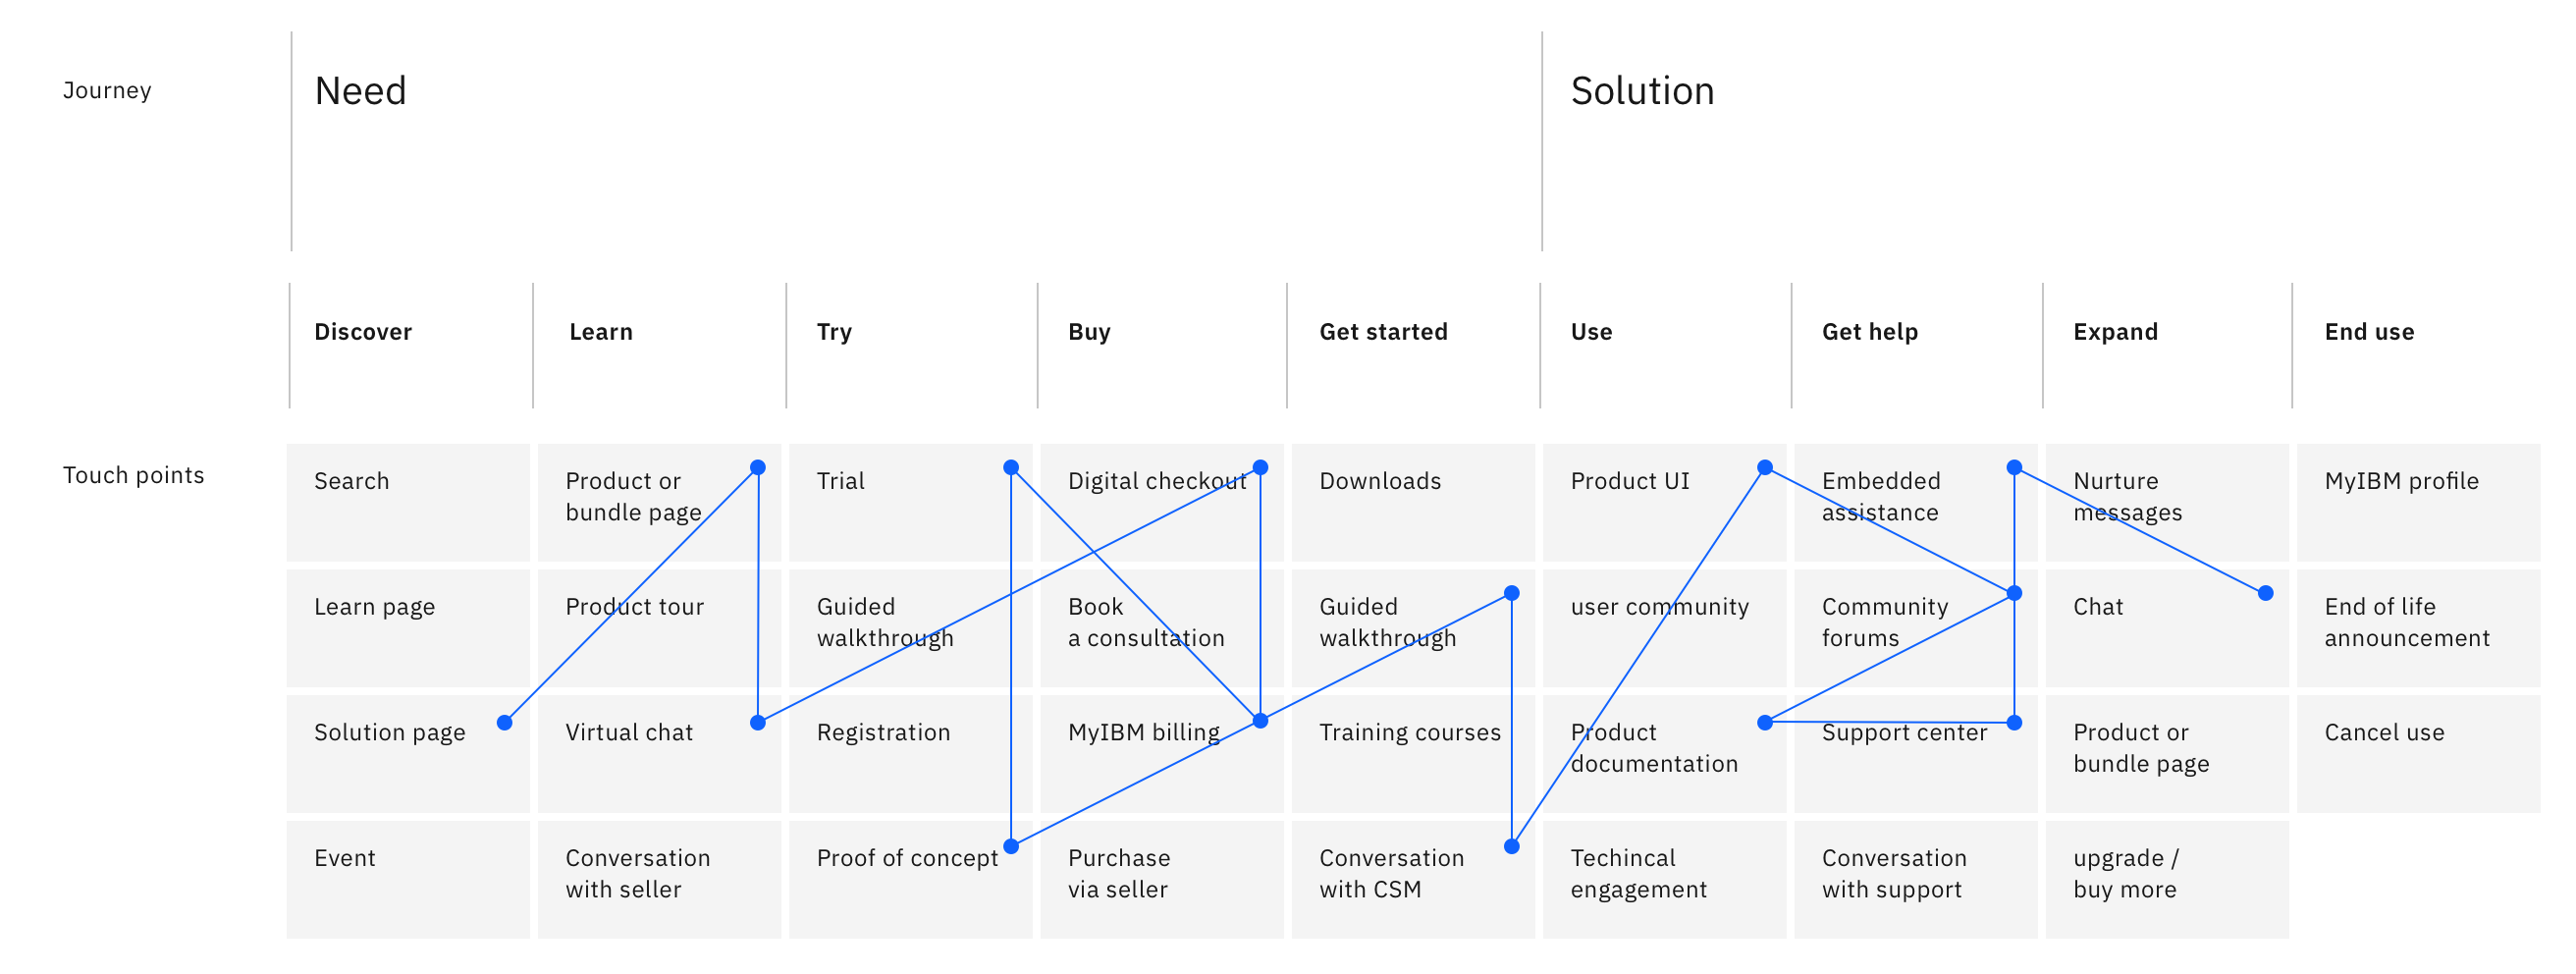 Journey
Need
Solution
Discover
Learn
Try
Buy
Get started
Use
Get help
Expand
End use
Touch points
Search
Product or
bundle page
Trial
Digital checkout
Downloads
Product UI
Embedded
assistance
Nurture
messages
MyIBM profile
Learn page
Product tour
Guided
walkthrough
Book
a consultation
Guided
walkthrough
user community
Community
forums
Chat
End of life
announcement
Solution page
Virtual chat
Registration
MyIBM billing
Training courses
Product
documentation
Support center
Product or
bundle page
Cancel use
Event
Conversation
with seller
Proof of concept
Purchase
via seller
Conversation
with CSM
Techincal
engagement
Conversation
with support
upgrade /
buy more